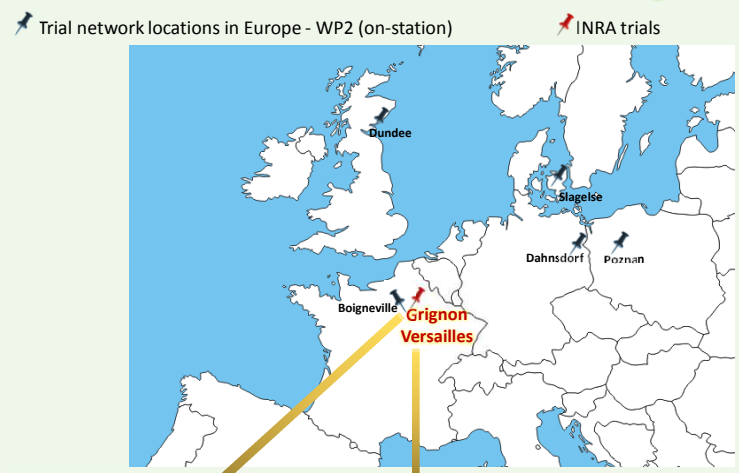 Trial network locations in Europe - WP2 (on-station)
INRA trials
Dundee
Slagelse
Dahnsdorf
Poznan
Boigneville
Grignon
Versailles